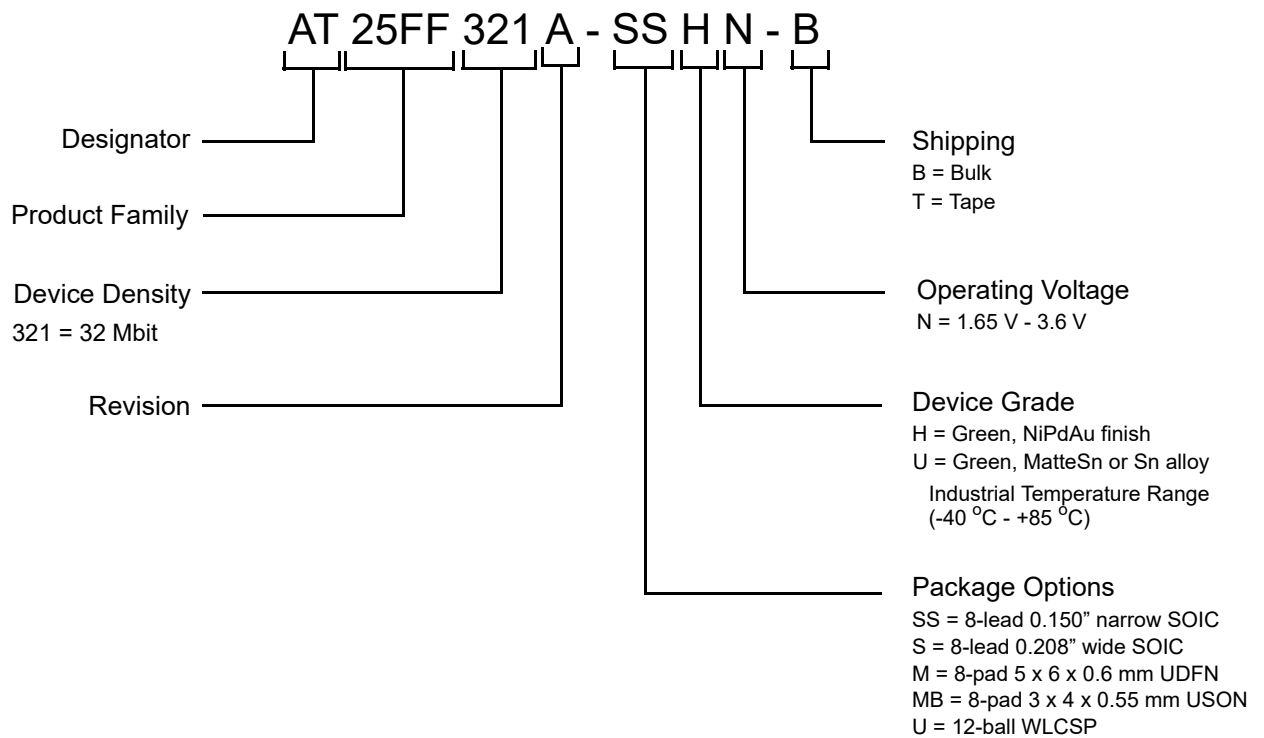 AT 25FF 321 A - SS H N - B
Designator
Product Family
Device Density
321 = 32 Mbit
Revision
Shipping
B = Bulk
T = Tape
Operating Voltage
N = 1.65 V - 3.6 V
Device Grade
H = Green, NiPdAu finish
U = Green, MatteSn or Sn alloy
Industrial Temperature Range
(-40 ºC - +85 ºC)
Package Options
SS = 8-lead 0.150” narrow SOIC
S = 8-lead 0.208” wide SOIC
M = 8-pad 5 x 6 x 0.6 mm UDFN
MB = 8-pad 3 x 4 x 0.55 mm USON
U = 12-ball WLCSP